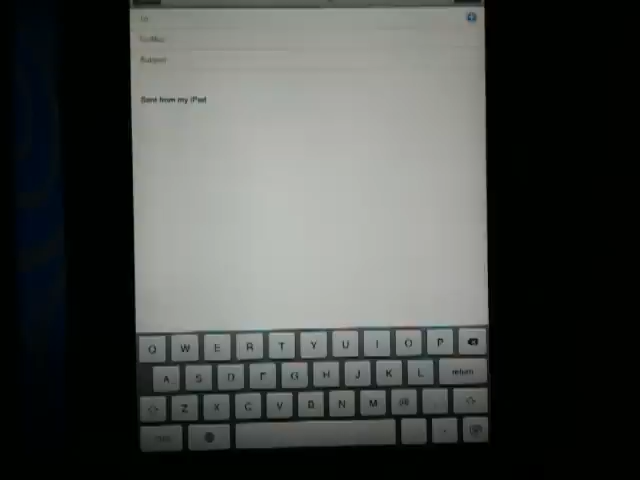 To:
Cc/Bcc:
Subject:
Sent from my iPad
Q W E R T Y U I O P
A S D F G H J K L return
Z X C V B N M @ .
_ -